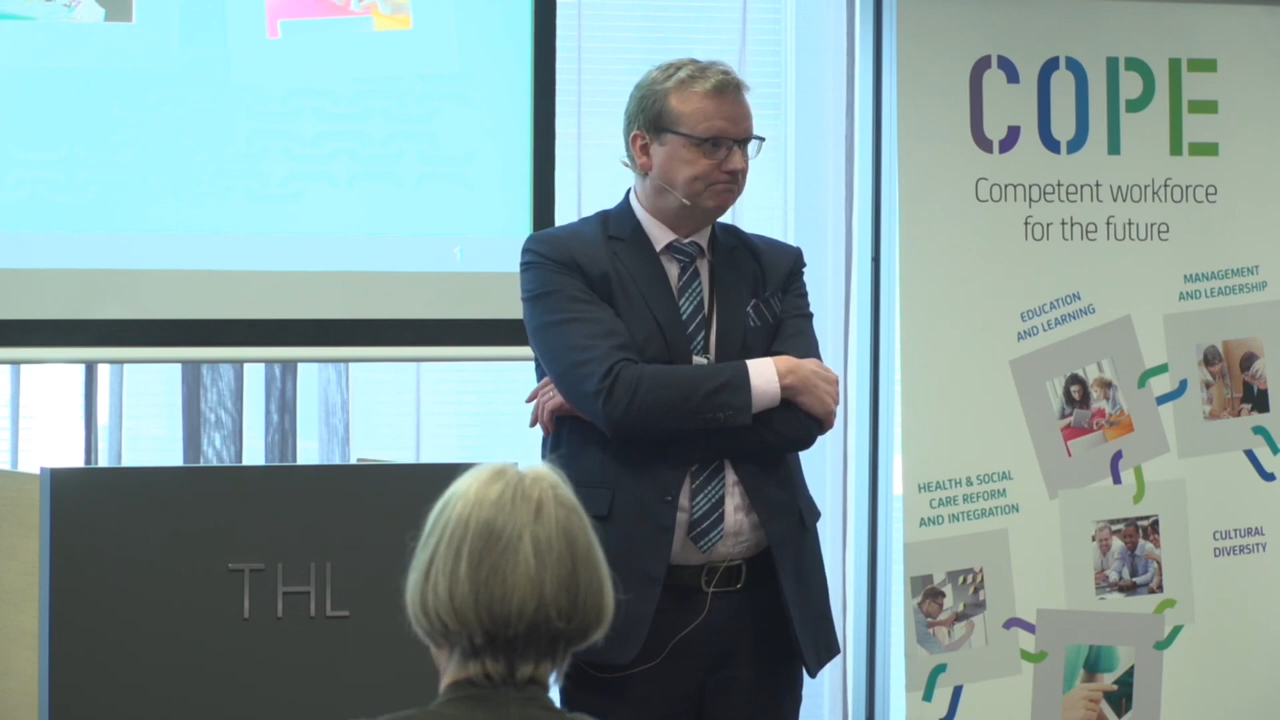 COPE
Competent workforce
for the future
MANAGEMENT
AND LEADERSHIP
EDUCATION
AND LEARNING
HEALTH & SOCIAL
CARE REFORM
AND INTEGRATION
CULTURAL
DIVERSITY
THL